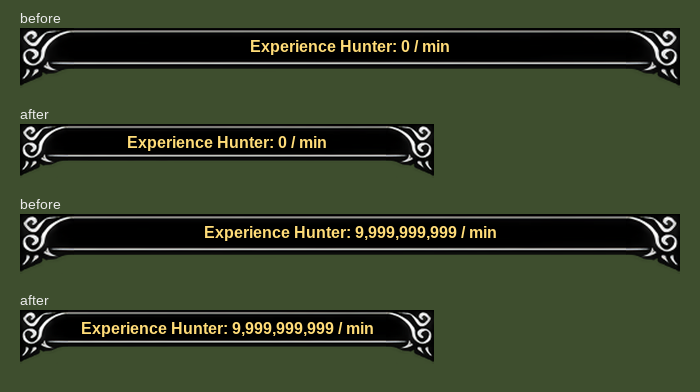 before
Experience Hunter: 0 / min
after
Experience Hunter: 0 / min
before
Experience Hunter: 9,999,999,999 / min
after
Experience Hunter: 9,999,999,999 / min